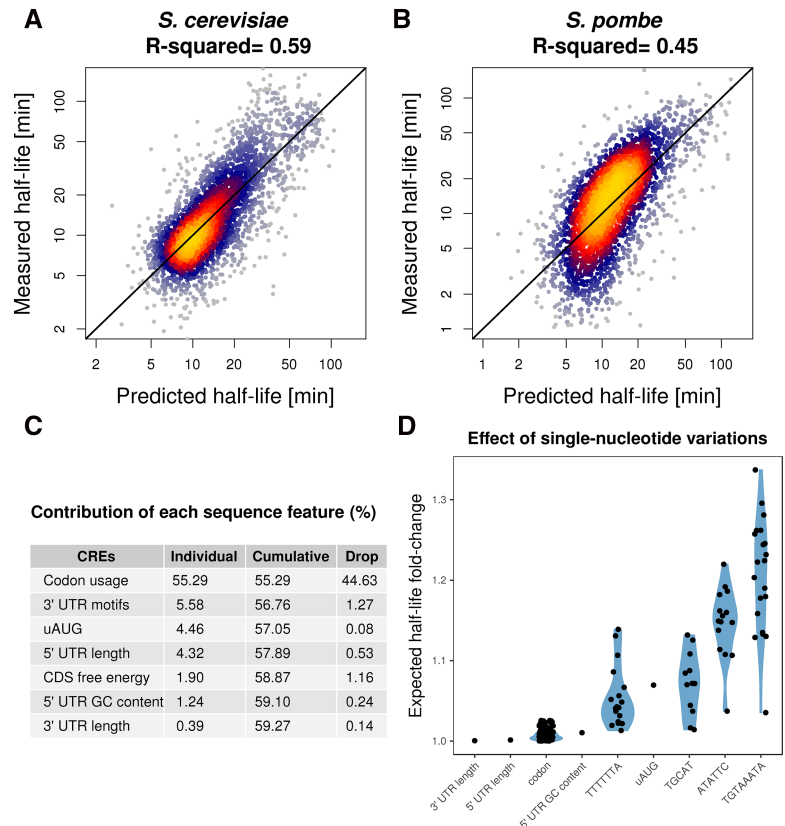 A
S. cerevisiae
R-squared= 0.59
Measured half-life [min]
100
50
20
10
5
2
2 5 10 20 50 100
Predicted half-life [min]
B
S. pombe
R-squared= 0.45
Measured half-life [min]
100
50
20
10
5
2
1
1 2 5 10 20 50 100
Predicted half-life [min]
C
Contribution of each sequence feature (%)
CREs Individual Cumulative Drop
Codon usage 55.29 55.29 44.63
3' UTR motifs 5.58 56.76 1.27
uAUG 4.46 57.05 0.08
5' UTR length 4.32 57.89 0.53
CDS free energy 1.90 58.87 1.16
5' UTR GC content 1.24 59.10 0.24
3' UTR length 0.39 59.27 0.14
D
Effect of single-nucleotide variations
Expected half-life fold-change
1.3
1.2
1.1
1.0
3' UTR length
5' UTR length
codon
5' UTR GC content
TTTTTTA
uAUG
TGCAT
ATATTC
TGTAAATA